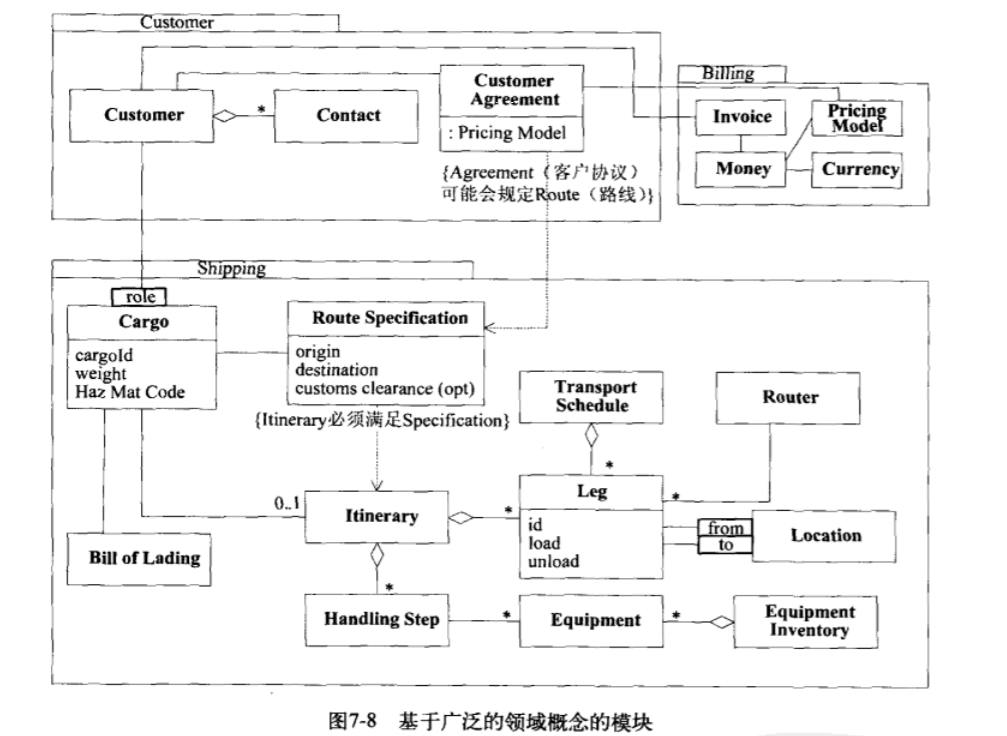 Customer
Customer
Contact
*
Customer
Agreement
: Pricing Model
{Agreement（客户协议）
可能会规定Route（路线）}
Billing
Invoice
Pricing
Model
Money
Currency
Shipping
role
Cargo
cargoId
weight
Haz Mat Code
Route Specification
origin
destination
customs clearance (opt)
{Itinerary必须满足Specification}
Transport
Schedule
*
Router
*
0..1
Itinerary
*
Leg
id
load
unload
from
to
Location
Bill of Lading
*
Handling Step
*
Equipment
*
Equipment
Inventory
图7-8 基于广泛的领域概念的模块